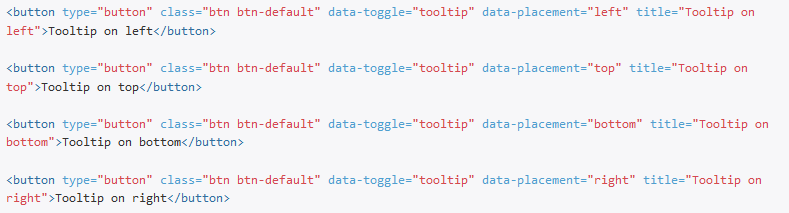 <button type="button" class="btn btn-default" data-toggle="tooltip" data-placement="left" title="Tooltip on
left">Tooltip on left</button>
<button type="button" class="btn btn-default" data-toggle="tooltip" data-placement="top" title="Tooltip on
top">Tooltip on top</button>
<button type="button" class="btn btn-default" data-toggle="tooltip" data-placement="bottom" title="Tooltip on
bottom">Tooltip on bottom</button>
<button type="button" class="btn btn-default" data-toggle="tooltip" data-placement="right" title="Tooltip on
right">Tooltip on right</button>